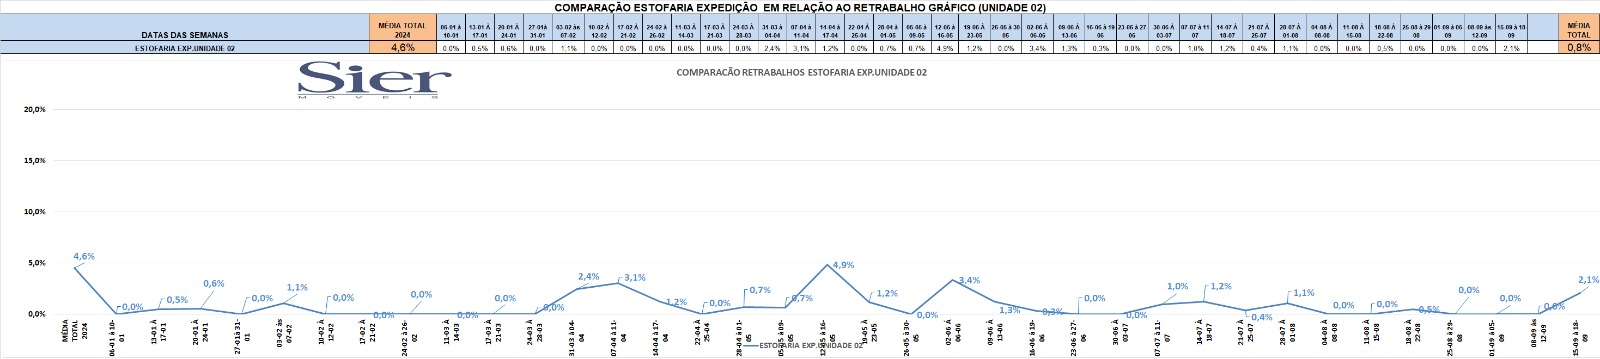 COMPARAÇÃO ESTOFARIA EXPEDIÇÃO EM RELAÇÃO AO RETRABALHO GRÁFICO (UNIDADE 02)
DATAS DAS SEMANAS
MÉDIA TOTAL
2024
06-01 à
10-01
13-01 À
17-01
20-01 À
24-01
27-01à
31-01
03-02 às
07-02
10-02 À
12-02
17-02 À
21-02
24-02 à
26-02
11-03 À
14-03
17-03 À
21-03
24-03 À
28-03
31-03 à
04-04
07-04 à
11-04
14-04 à
17-04
22-04 Á
25-04
28-04 à
01-05
05-05 à
09-05
12-05 à
16-05
19-05 à
23-05
26-05 à 30-
05
02-06 Á
06-06
09-06 á
13-06
16-06 à 19
06
23-06 à 27
06
30-06 Á
03-07
07-07 à 11
07
14-07 À
18-07
21-07 Á
25-07
28-07 Á
01-08
04-08 Á
08-08
11-08 Á
15-08
18-08 Á
22-08
25-08 à 29
08
01-09 à 05
09
08-09 às
12-09
15-09 à 18
09
MÉDIA
TOTAL
ESTOFARIA EXP.UNIDADE 02 4,6% 0,0% 0,5% 0,6% 0,0% 1,1% 0,0% 0,0% 0,0% 0,0% 0,0% 0,0% 2,4% 3,1% 1,2% 0,0% 0,7% 0,7% 4,9% 1,2% 0,0% 3,4% 1,3% 0,3% 0,0% 0,0% 1,0% 1,2% 0,4% 1,1% 0,0% 0,0% 0,5% 0,0% 0,0% 0,0% 2,1% 0,8%
Sier
MÓVEIS
COMPARACÃO RETRABALHOS ESTOFARIA EXP.UNIDADE 02
20,0%
15,0%
10,0%
5,0%
0,0%
4,6%
0,0%
0,5%
0,6%
0,0%
1,1%
0,0%
0,0%
0,0%
0,0%
0,0%
0,0%
2,4%
3,1%
1,2%
0,0%
0,7%
0,7%
4,9%
1,2%
0,0%
3,4%
1,3%
0,3%
0,0%
0,0%
1,0%
1,2%
0,4%
1,1%
0,0%
0,0%
0,5%
0,0%
0,0%
0,0%
2,1%
MÉDIA
TOTAL
2024
06-01 à 10-
01
13-01 À
17-01
20-01 À
24-01
27-01à 31-
01
03-02 às
07-02
10-02 À
12-02
17-02 À
21-02
24-02 à 26-
02
11-03 À
14-03
17-03 À
21-03
24-03 À
28-03
31-03 à 04-
04
07-04 à 11-
04
14-04 à 17-
04
22-04 Á
25-04
28-04 à 01-
05
05-05 à 09-
05
12-05 à 16-
05
19-05 à
23-05
26-05 à 30-
05
02-06 Á
06-06
09-06 á
13-06
16-06 à 19-
06
23-06 à 27-
06
30-06 Á
03-07
07-07 à 11-
07
14-07 À
18-07
21-07 Á
25-07
28-07 Á
01-08
04-08 Á
08-08
11-08 Á
15-08
18-08 Á
22-08
25-08 à 29-
08
01-09 à 05-
09
08-09 às
12-09
15-09 à 18-
09
ESTOFARIA EXP.UNIDADE 02